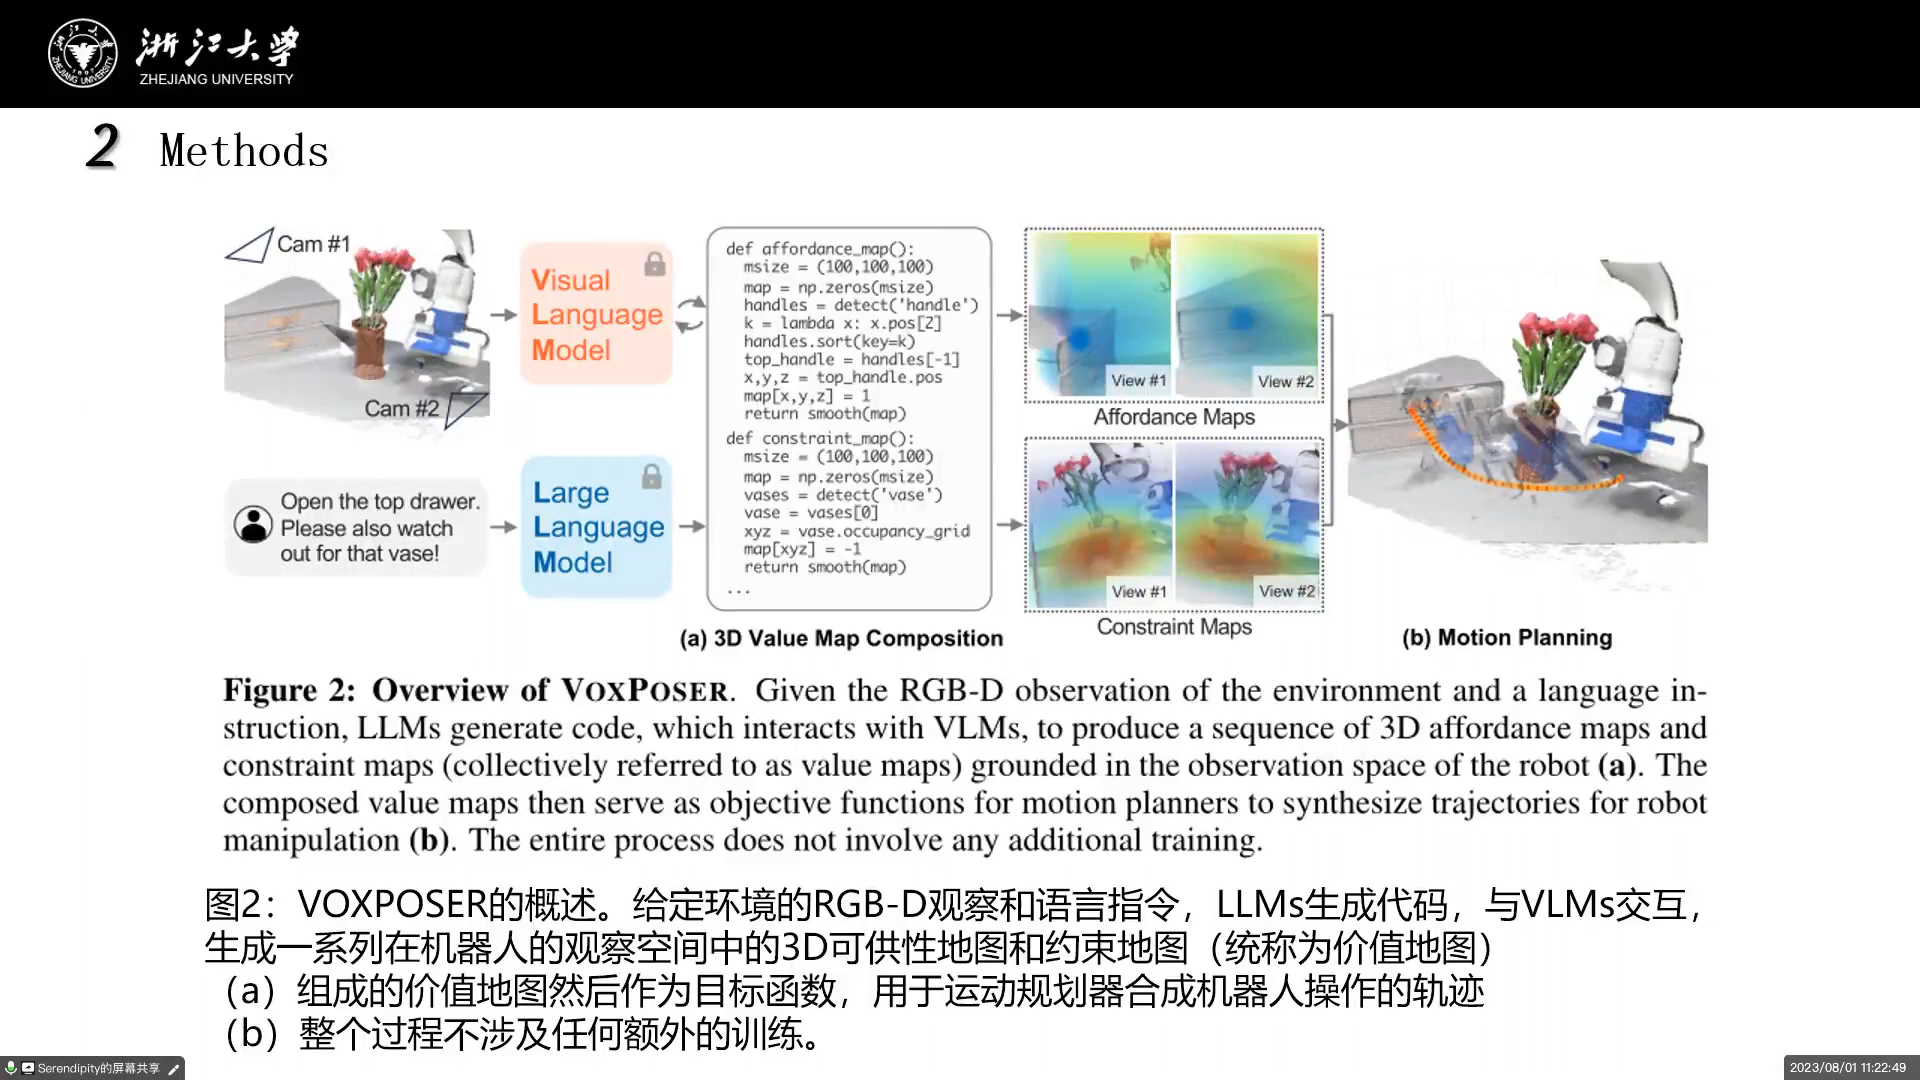 浙江大学
ZHEJIANG UNIVERSITY
2 Methods
Cam #1
Cam #2
Open the top drawer.
Please also watch
out for that vase!
Visual
Language
Model
Large
Language
Model
def affordance_map():
msize = (100,100,100)
map = np.zeros(msize)
handles = detect('handle')
k = lambda x: x.pos[2]
handles.sort(key=k)
top_handle = handles[-1]
x,y,z = top_handle.pos
map[x,y,z] = 1
return smooth(map)
def constraint_map():
msize = (100,100,100)
map = np.zeros(msize)
vases = detect('vase')
vase = vases[0]
xyz = vase.occupancy_grid
map[xyz] = -1
return smooth(map)
...
(a) 3D Value Map Composition
View #1
View #2
Affordance Maps
View #1
View #2
Constraint Maps
(b) Motion Planning
Figure 2: Overview of VOXPOSER. Given the RGB-D observation of the environment and a language in-
struction, LLMs generate code, which interacts with VLMs, to produce a sequence of 3D affordance maps and
constraint maps (collectively referred to as value maps) grounded in the observation space of the robot (a). The
composed value maps then serve as objective functions for motion planners to synthesize trajectories for robot
manipulation (b). The entire process does not involve any additional training.
图2：VOXPOSER的概述。给定环境的RGB-D观察和语言指令，LLMs生成代码，与VLMs交互，
生成一系列在机器人的观察空间中的3D可供性地图和约束地图（统称为价值地图）
（a）组成的价值地图然后作为目标函数，用于运动规划器合成机器人操作的轨迹
（b）整个过程不涉及任何额外的训练。
Serendipity的屏幕共享
2023/08/01 11:22:49